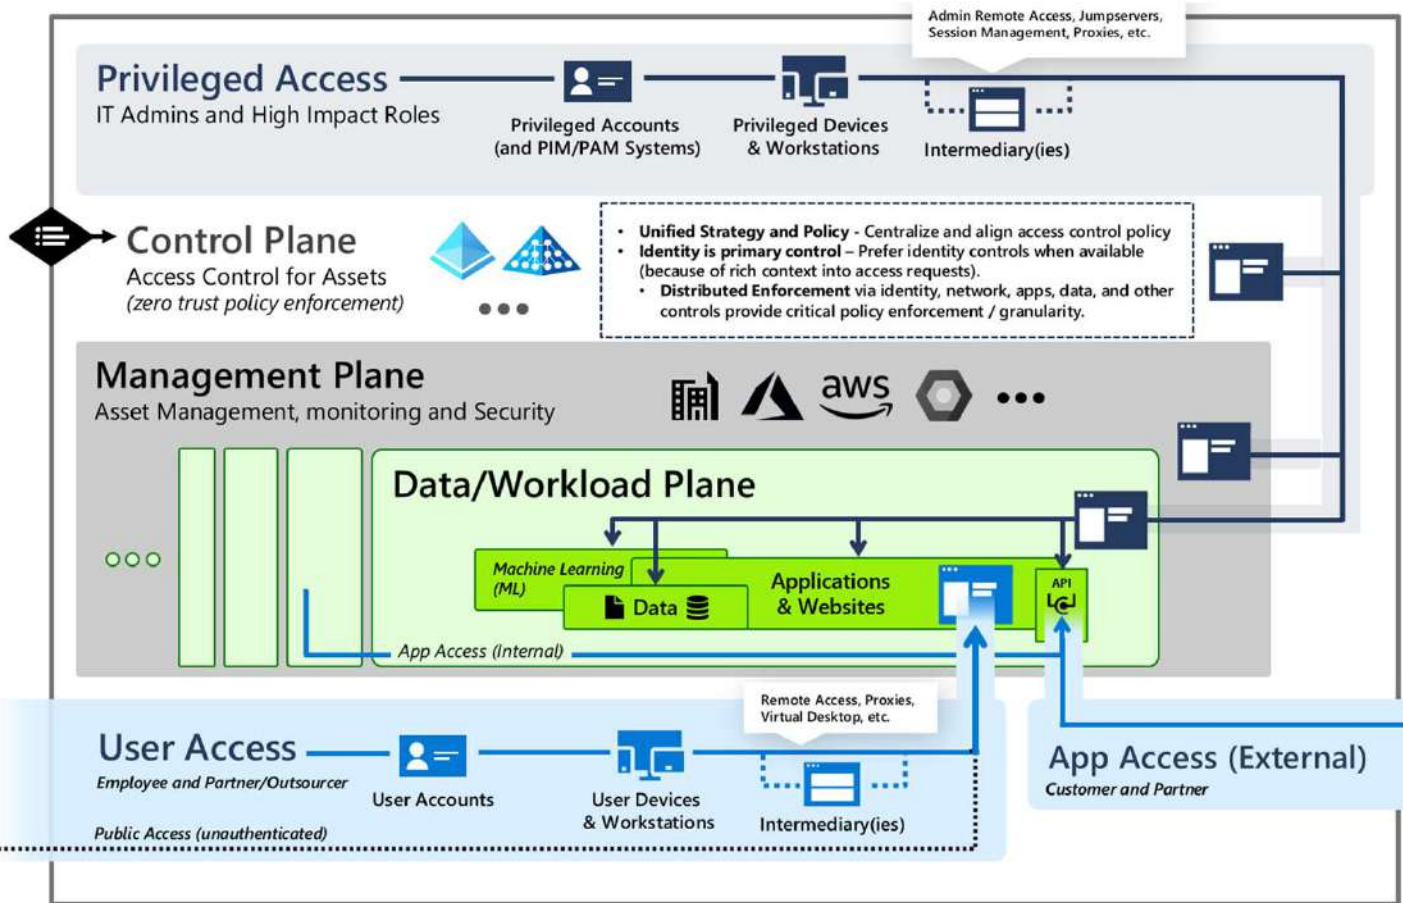 Admin Remote Access, Jumpservers,
Session Management, Proxies, etc.
Privileged Access
IT Admins and High Impact Roles
Privileged Accounts
(and PIM/PAM Systems)
Privileged Devices
& Workstations
Intermediary(ies)
Control Plane
Access Control for Assets
(zero trust policy enforcement)
• Unified Strategy and Policy - Centralize and align access control policy
• Identity is primary control – Prefer identity controls when available
(because of rich context into access requests).
• Distributed Enforcement via identity, network, apps, data, and other
controls provide critical policy enforcement / granularity.
Management Plane
Asset Management, monitoring and Security
aws
Data/Workload Plane
Machine Learning
(ML)
Data
Applications
& Websites
API
App Access (Internal)
Remote Access, Proxies,
Virtual Desktop, etc.
User Access
Employee and Partner/Outsourcer
User Accounts
User Devices
& Workstations
Intermediary(ies)
Public Access (unauthenticated)
App Access (External)
Customer and Partner